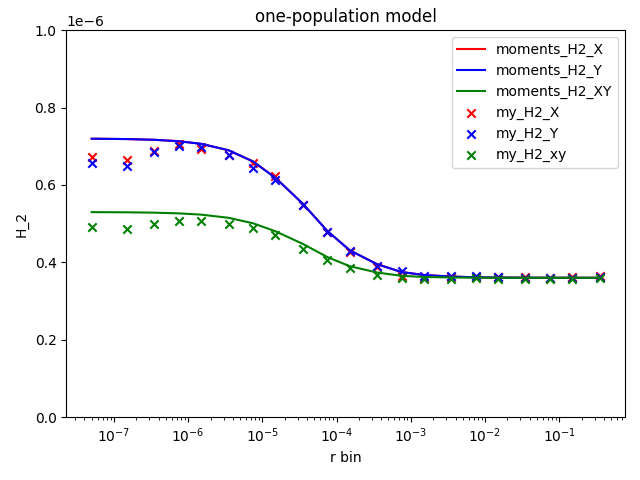 one-population model
1e−6
1.0
0.8
0.6
0.4
0.2
0.0
H_2
moments_H2_X
moments_H2_Y
moments_H2_XY
my_H2_X
my_H2_Y
my_H2_xy
10⁻⁷ 10⁻⁶ 10⁻⁵ 10⁻⁴ 10⁻³ 10⁻² 10⁻¹
r bin